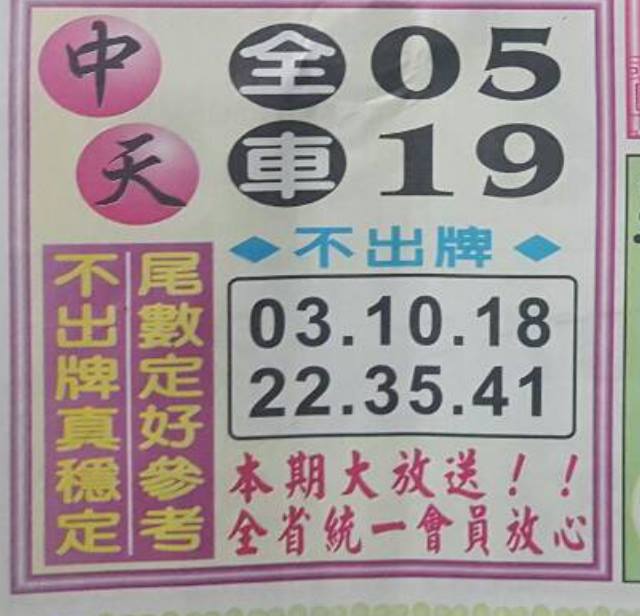 中天
全車
05
19
◆不出牌◆
03.10.18
22.35.41
尾數定好參考
不出牌真穩定
本期大放送！！
全省統一會員放心